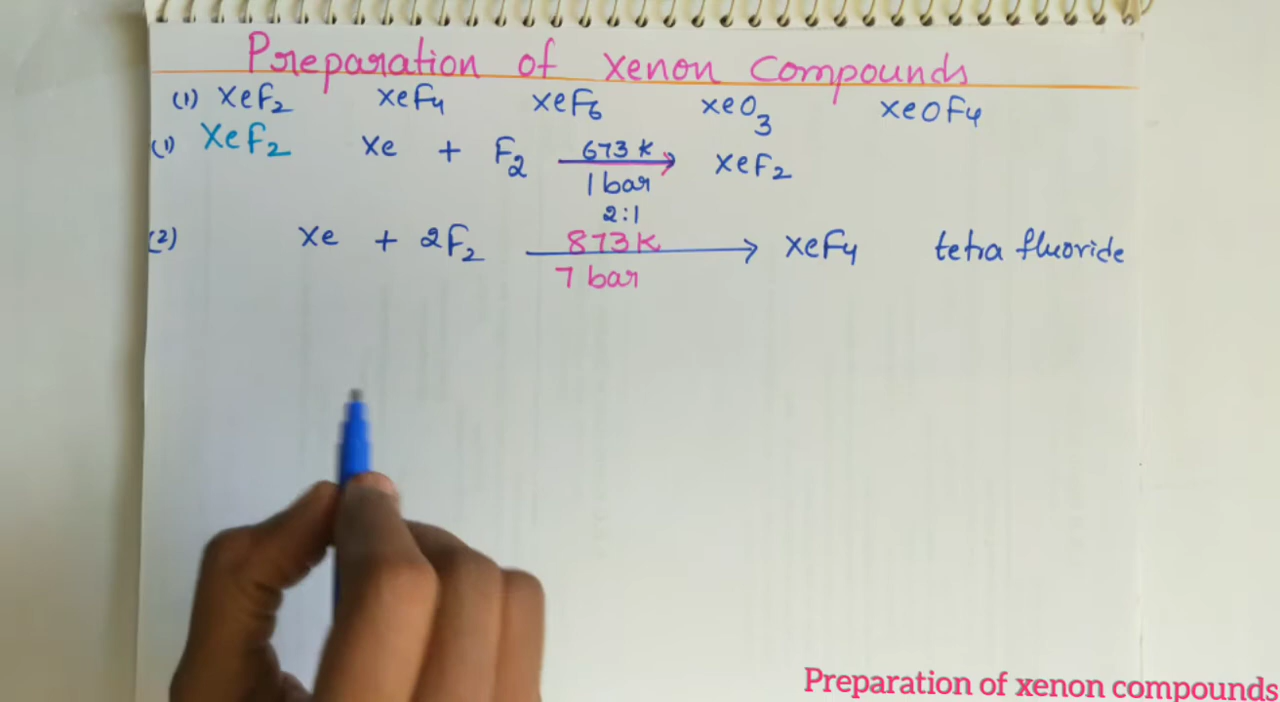 Preparation of xenon Compounds
(1) XeF₂ XeF₄ XeF₆ XeO₃ XeOF₄
(1) XeF₂ Xe + F₂ 673 K → XeF₂
1 bar
2:1
(2) Xe + 2F₂ 873 K → XeF₄ tetra fluoride
7 bar
Preparation of xenon compounds